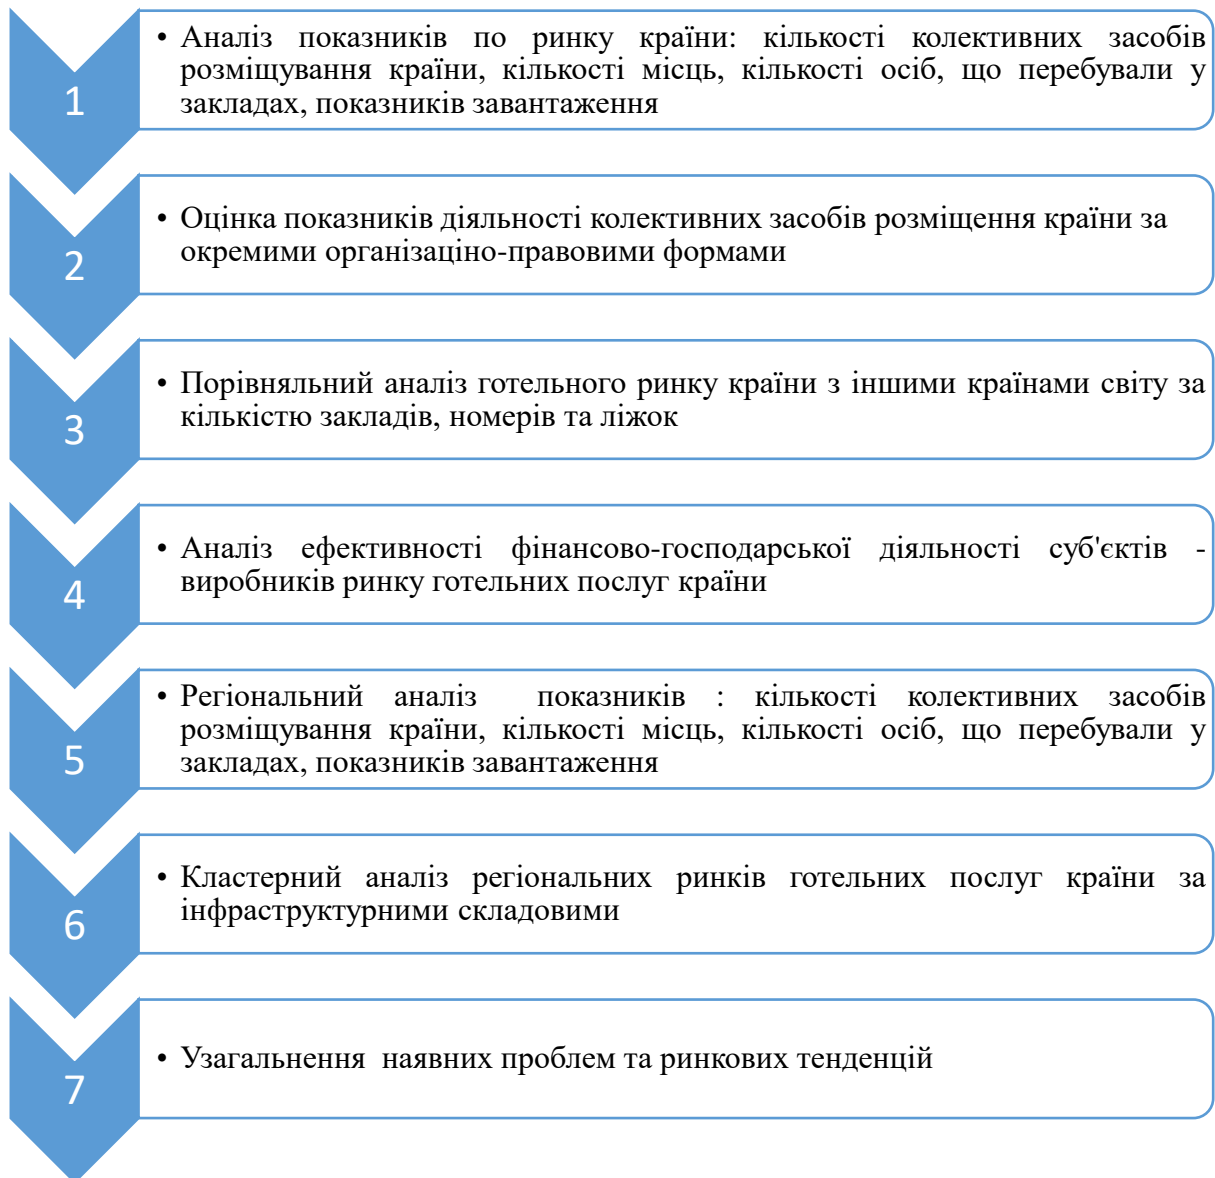 1
• Аналіз показників по ринку країни: кількості колективних засобів
розміщування країни, кількості місць, кількості осіб, що перебували у
закладах, показників завантаження
2
• Оцінка показників діяльності колективних засобів розміщення країни за
окремими організаціно-правовими формами
3
• Порівняльний аналіз готельного ринку країни з іншими країнами світу за
кількістю закладів, номерів та ліжок
4
• Аналіз ефективності фінансово-господарської діяльності суб'єктів -
виробників ринку готельних послуг країни
5
• Регіональний аналіз показників : кількості колективних засобів
розміщування країни, кількості місць, кількості осіб, що перебували у
закладах, показників завантаження
6
• Кластерний аналіз регіональних ринків готельних послуг країни за
інфраструктурними складовими
7
• Узагальнення наявних проблем та ринкових тенденцій